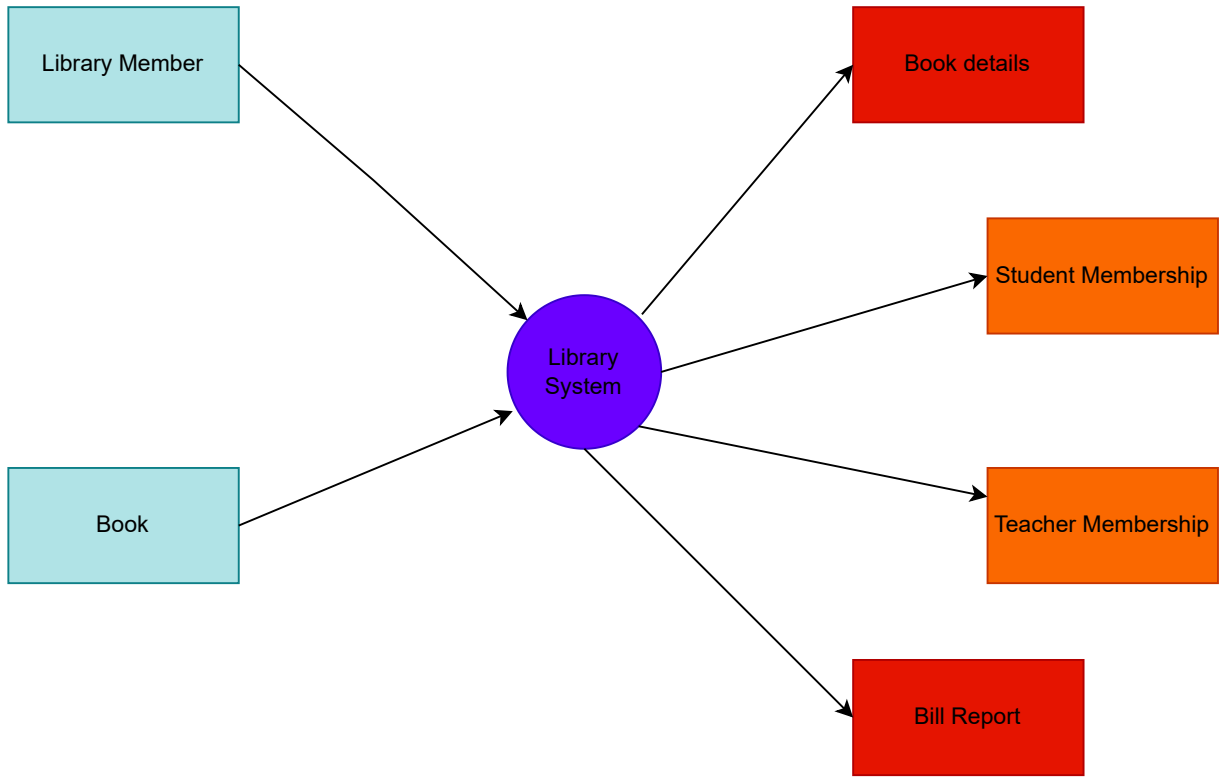 Library Member
Book details
Student Membership
Library
System
Book
Teacher Membership
Bill Report